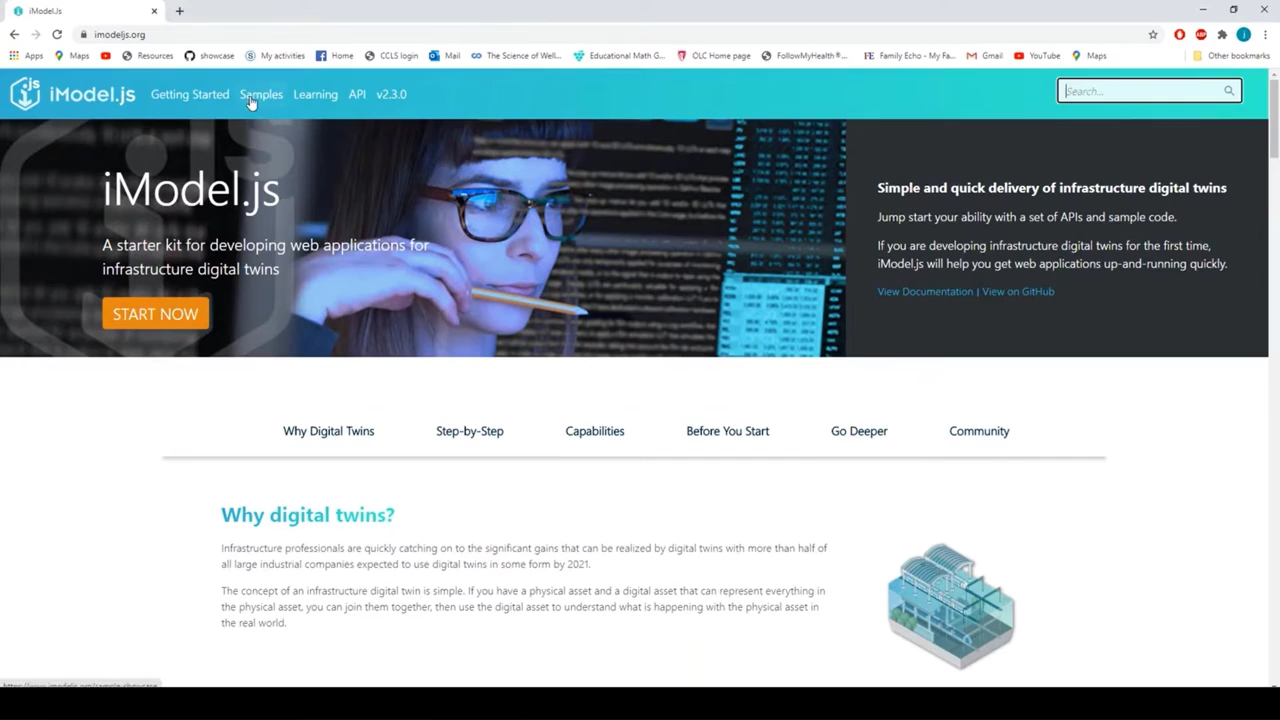 iModel.Js
imodeljs.org
Apps
Maps
Resources
showcase
My activities
Home
CCLS login
Mail
The Science of Well...
Educational Math G...
OLC Home page
FollowMyHealth®...
Family Echo - My Fa...
Gmail
YouTube
Maps
Other bookmarks
iModel.js
Getting Started
Samples
Learning
API
v2.3.0
Search...
iModel.js
A starter kit for developing web applications for
infrastructure digital twins
START NOW
Simple and quick delivery of infrastructure digital twins
Jump start your ability with a set of APIs and sample code.
If you are developing infrastructure digital twins for the first time,
iModel.js will help you get web applications up-and-running quickly.
View Documentation | View on GitHub
Why Digital Twins
Step-by-Step
Capabilities
Before You Start
Go Deeper
Community
Why digital twins?
Infrastructure professionals are quickly catching on to the significant gains that can be realized by digital twins with more than half of
all large industrial companies expected to use digital twins in some form by 2021.
The concept of an infrastructure digital twin is simple. If you have a physical asset and a digital asset that can represent everything in
the physical asset, you can join them together, then use the digital asset to understand what is happening with the physical asset in
the real world.